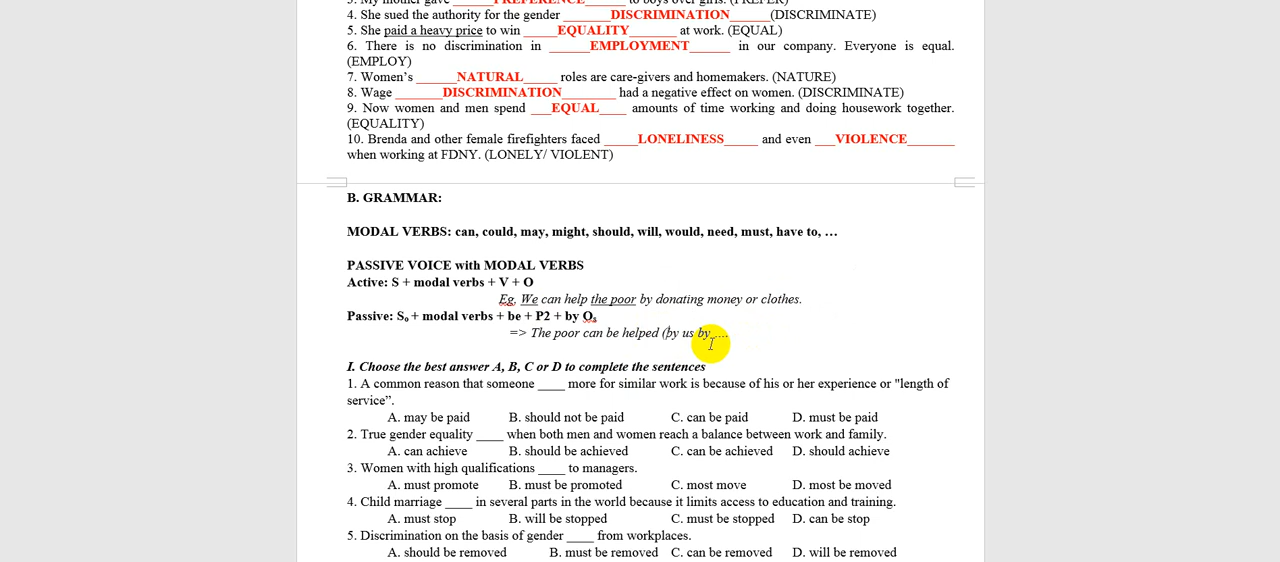 3. My mother gave ______PREFERENCE______ to boys over girls. (PREFER)
4. She sued the authority for the gender _______DISCRIMINATION______(DISCRIMINATE)
5. She paid a heavy price to win _____EQUALITY_______ at work. (EQUAL)
6. There is no discrimination in ______EMPLOYMENT______ in our company. Everyone is equal.
(EMPLOY)
7. Women's ______NATURAL_____ roles are care-givers and homemakers. (NATURE)
8. Wage _______DISCRIMINATION________ had a negative effect on women. (DISCRIMINATE)
9. Now women and men spend ___EQUAL____ amounts of time working and doing housework together.
(EQUALITY)
10. Brenda and other female firefighters faced _____LONELINESS_____ and even ___VIOLENCE_______
when working at FDNY. (LONELY/ VIOLENT)
B. GRAMMAR:
MODAL VERBS: can, could, may, might, should, will, would, need, must, have to, …
PASSIVE VOICE with MODAL VERBS
Active: S + modal verbs + V + O
Eg. We can help the poor by donating money or clothes.
Passive: So + modal verbs + be + P2 + by Os
=> The poor can be helped (by us by ....
I. Choose the best answer A, B, C or D to complete the sentences
1. A common reason that someone ____ more for similar work is because of his or her experience or "length of
service”.
A. may be paid B. should not be paid C. can be paid D. must be paid
2. True gender equality ____ when both men and women reach a balance between work and family.
A. can achieve B. should be achieved C. can be achieved D. should achieve
3. Women with high qualifications ____ to managers.
A. must promote B. must be promoted C. most move D. most be moved
4. Child marriage ____ in several parts in the world because it limits access to education and training.
A. must stop B. will be stopped C. must be stopped D. can be stop
5. Discrimination on the basis of gender ____ from workplaces.
A. should be removed B. must be removed C. can be removed D. will be removed